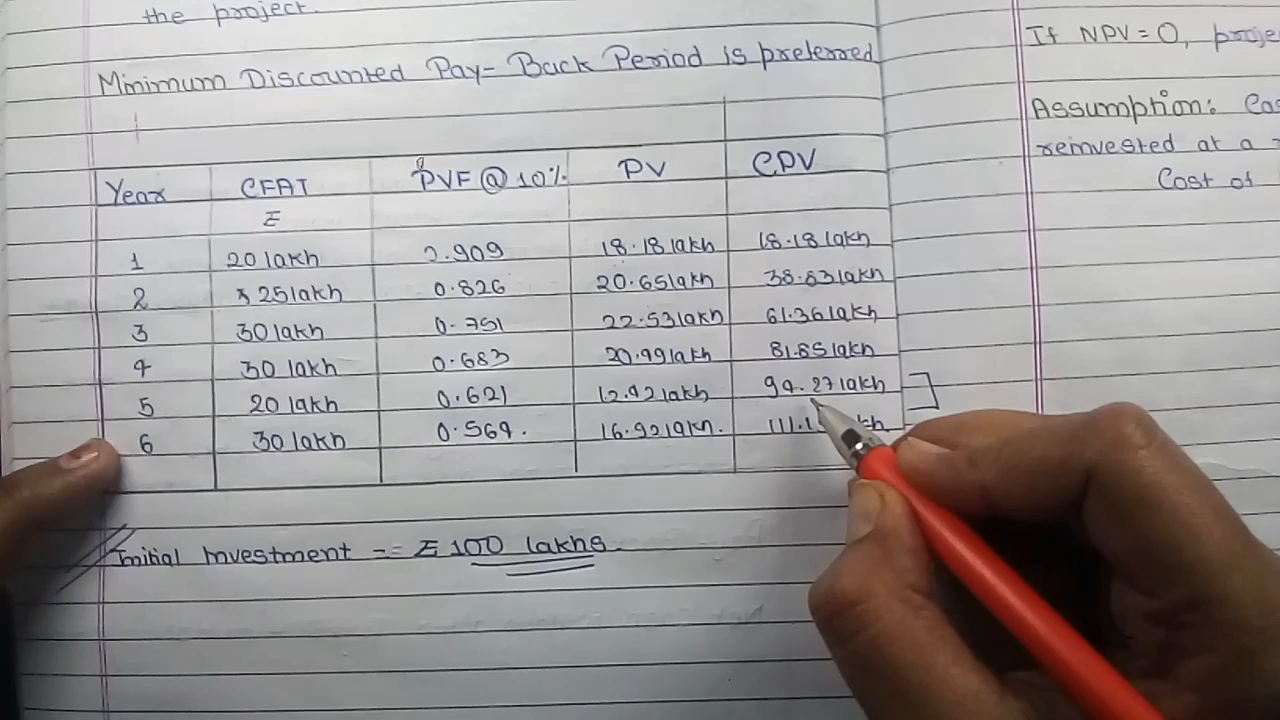 the project.
Minimum Discounted Pay-Back Period is preferred
Year CFAT PVF @ 10% PV CPV
₹
1 20 lakh 0.909 18.18 lakh 18.18 lakh
2 25 lakh 0.826 20.65 lakh 38.83 lakh
3 30 lakh 0.751 22.53 lakh 61.36 lakh
4 30 lakh 0.683 20.49 lakh 81.85 lakh
5 20 lakh 0.621 12.42 lakh 94.27 lakh
6 30 lakh 0.564. 16.92 lakh.
Initial Investment = ₹ 100 lakhs.
If NPV = 0,
Assumption:
reinvested at a
Cost of